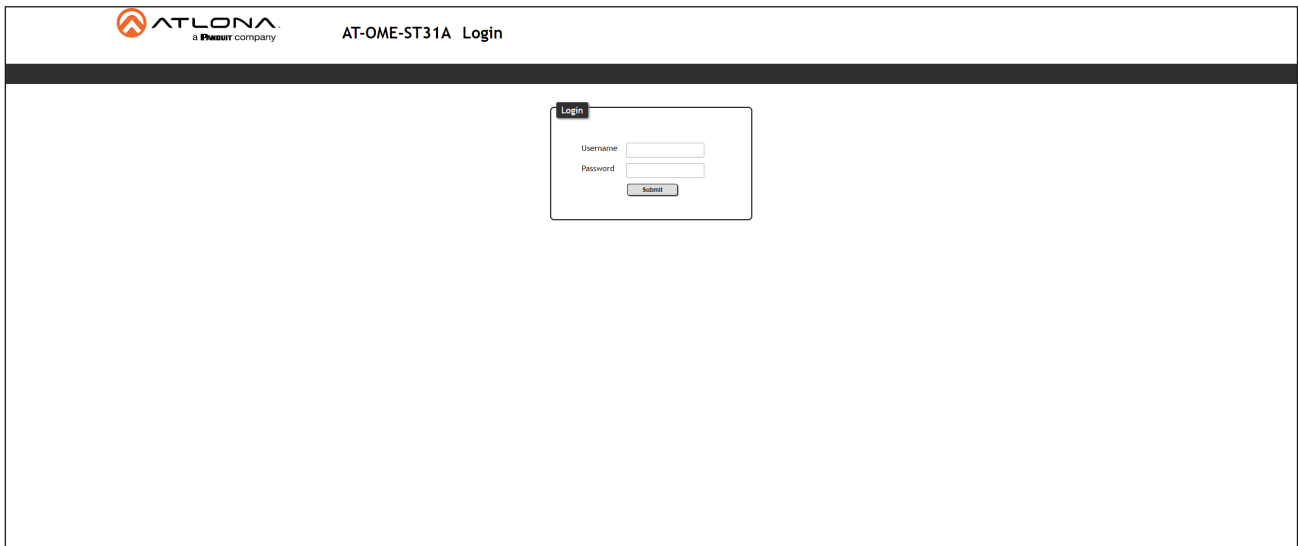 ATLONA
a PANDUIT company
AT-OME-ST31A Login
Login
Username
Password
Submit